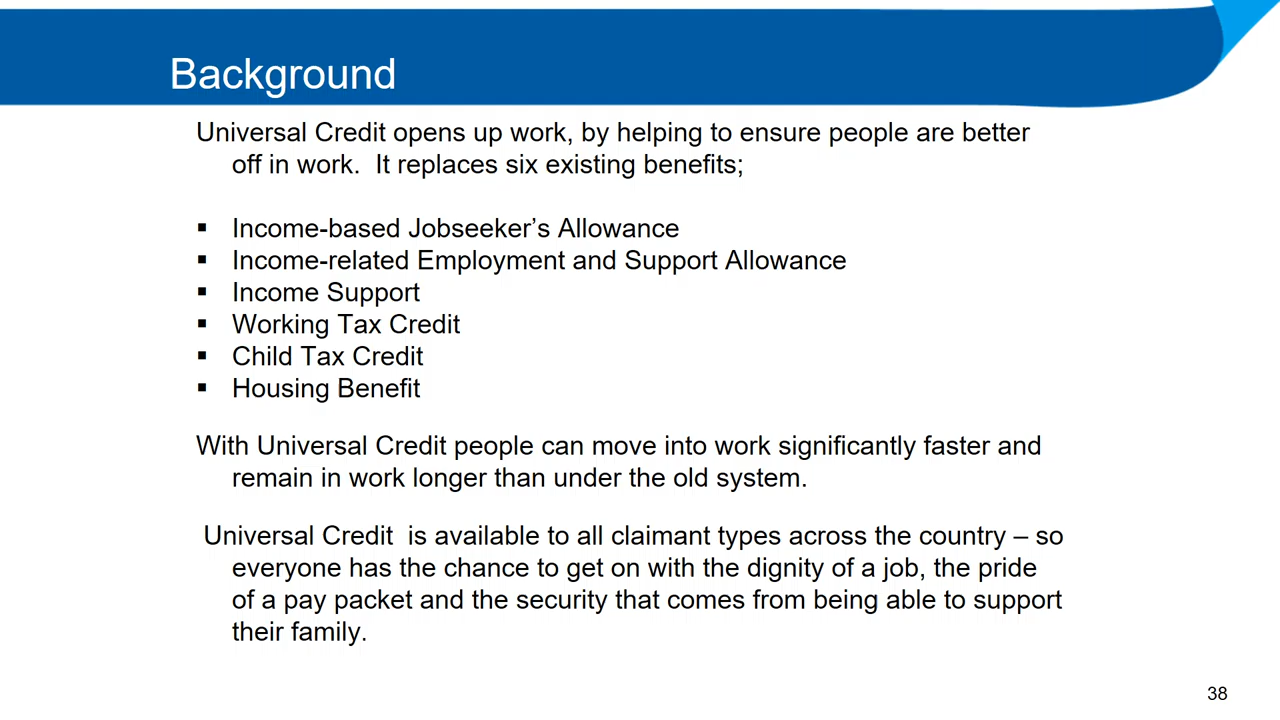 Background
Universal Credit opens up work, by helping to ensure people are better
off in work.  It replaces six existing benefits;
▪ Income-based Jobseeker’s Allowance
▪ Income-related Employment and Support Allowance
▪ Income Support
▪ Working Tax Credit
▪ Child Tax Credit
▪ Housing Benefit
With Universal Credit people can move into work significantly faster and
remain in work longer than under the old system.
Universal Credit  is available to all claimant types across the country – so
everyone has the chance to get on with the dignity of a job, the pride
of a pay packet and the security that comes from being able to support
their family.
38